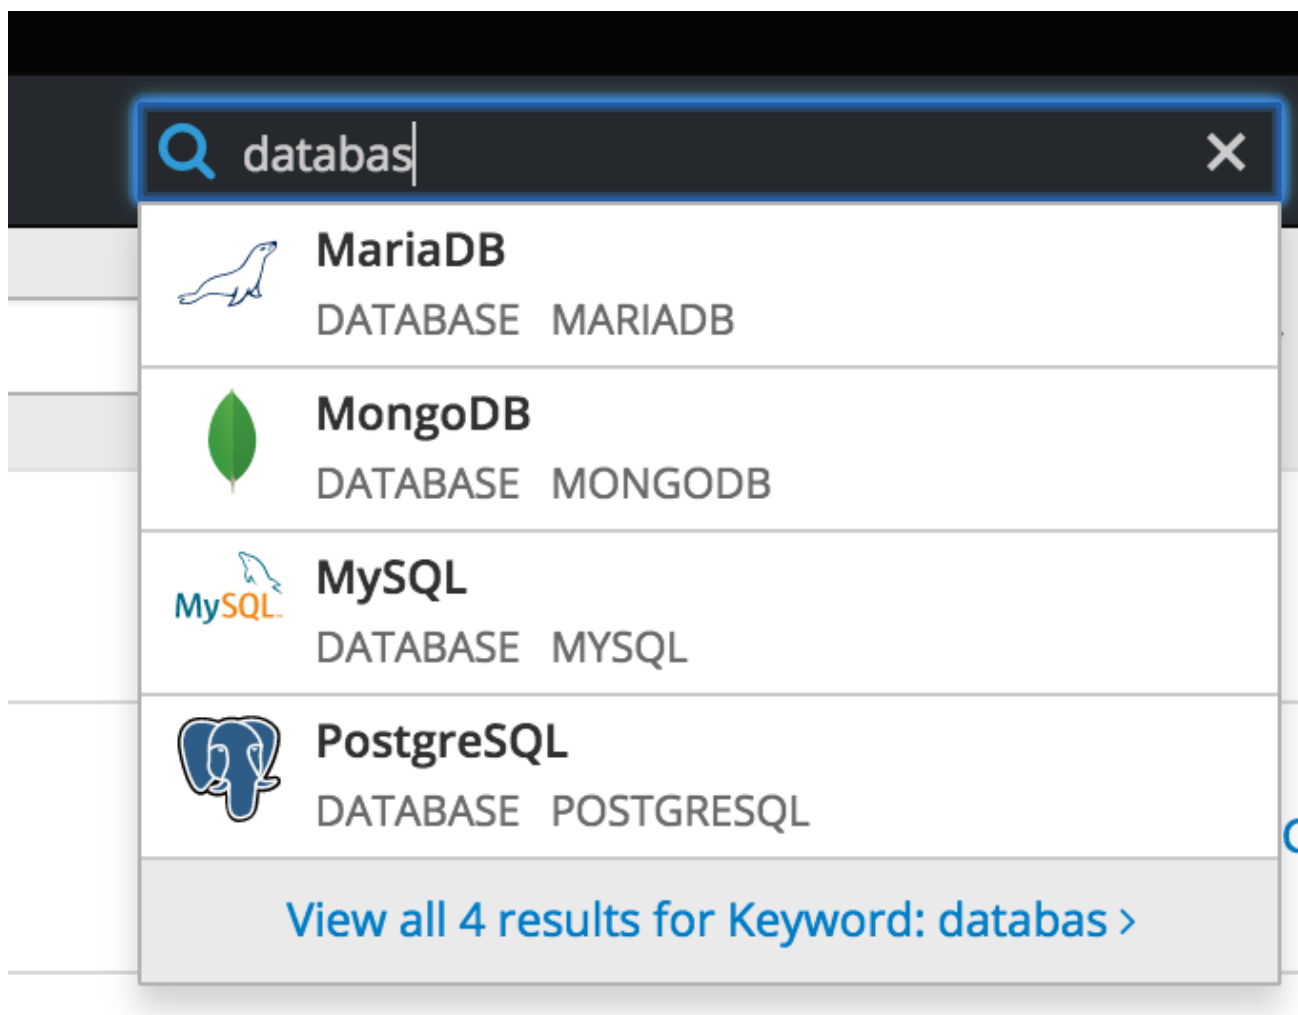 databas
MariaDB
DATABASE MARIADB
MongoDB
DATABASE MONGODB
MySQL
MySQL
DATABASE MYSQL
PostgreSQL
DATABASE POSTGRESQL
View all 4 results for Keyword: databas >